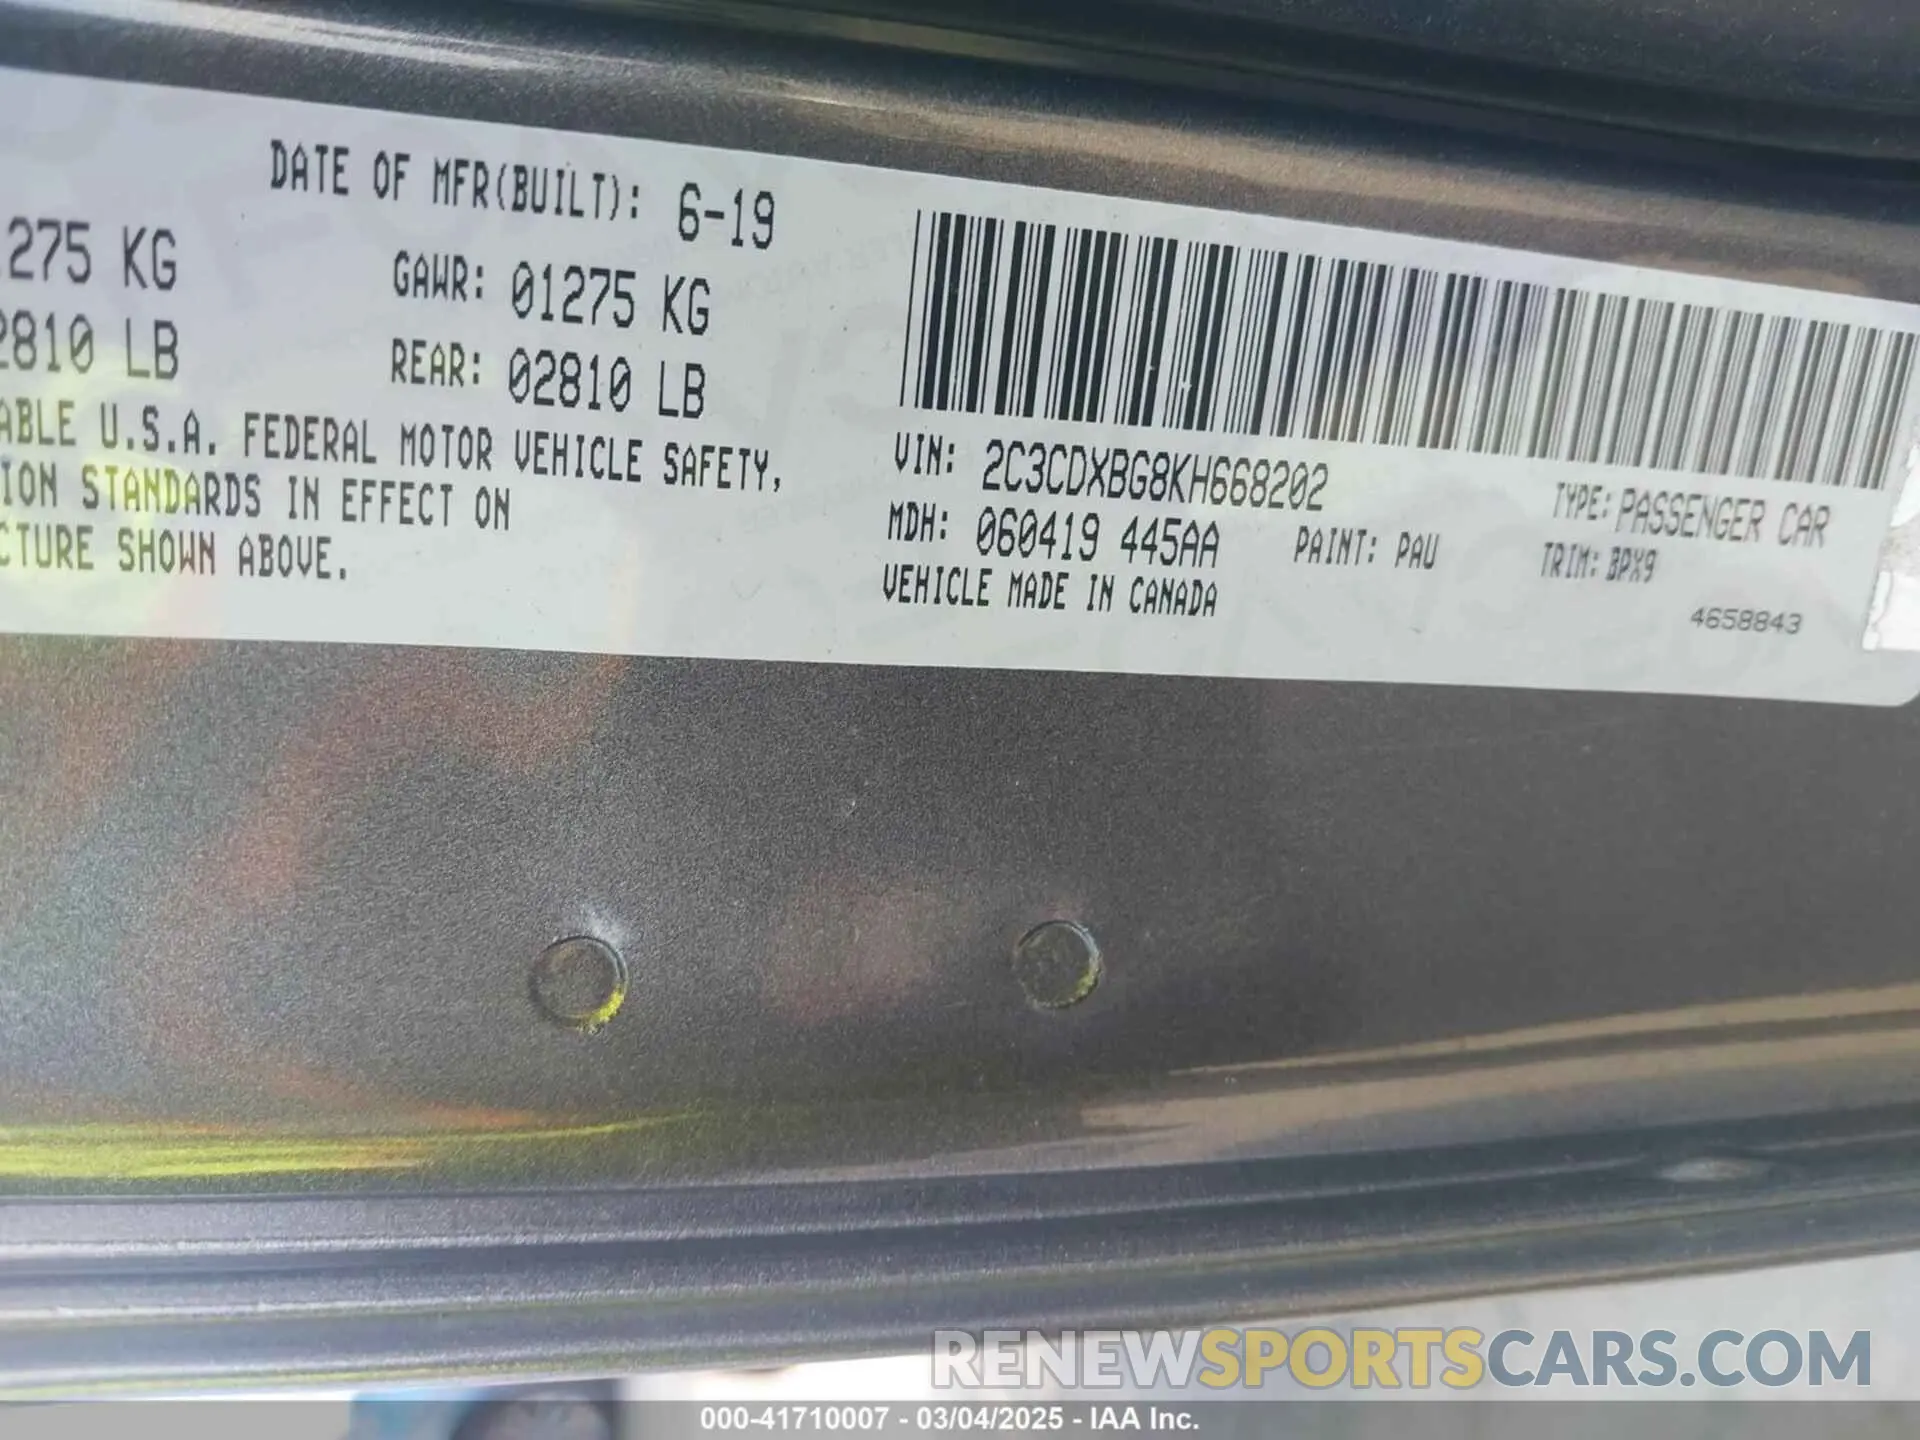 DATE OF MFR(BUILT): 6-19
275 KG GAWR: 01275 KG
2810 LB REAR: 02810 LB
ABLE U.S.A. FEDERAL MOTOR VEHICLE SAFETY,
ION STANDARDS IN EFFECT ON
CTURE SHOWN ABOVE.
VIN: 2C3CDXBG8KH668202 TYPE: PASSENGER CAR
MDH: 060419 445AA PAINT: PAU TRIM: BPX9
VEHICLE MADE IN CANADA 4658843
RENEWSPORTSCARS.COM
000-41710007 - 03/04/2025 - IAA Inc.